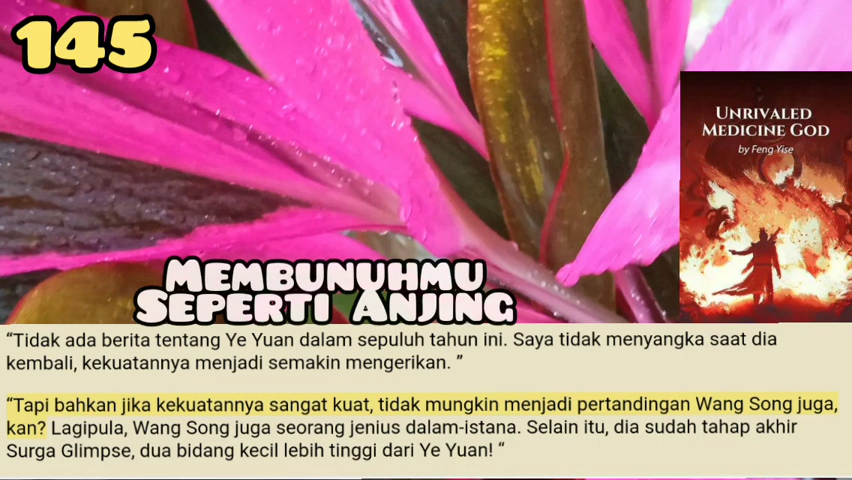 145
UNRIVALED
MEDICINE GOD
by Feng Yise
MEMBUNUHMU
SEPERTI ANJING
“Tidak ada berita tentang Ye Yuan dalam sepuluh tahun ini. Saya tidak menyangka saat dia
kembali, kekuatannya menjadi semakin mengerikan. ”
“Tapi bahkan jika kekuatannya sangat kuat, tidak mungkin menjadi pertandingan Wang Song juga,
kan? Lagipula, Wang Song juga seorang jenius dalam-istana. Selain itu, dia sudah tahap akhir
Surga Glimpse, dua bidang kecil lebih tinggi dari Ye Yuan! “